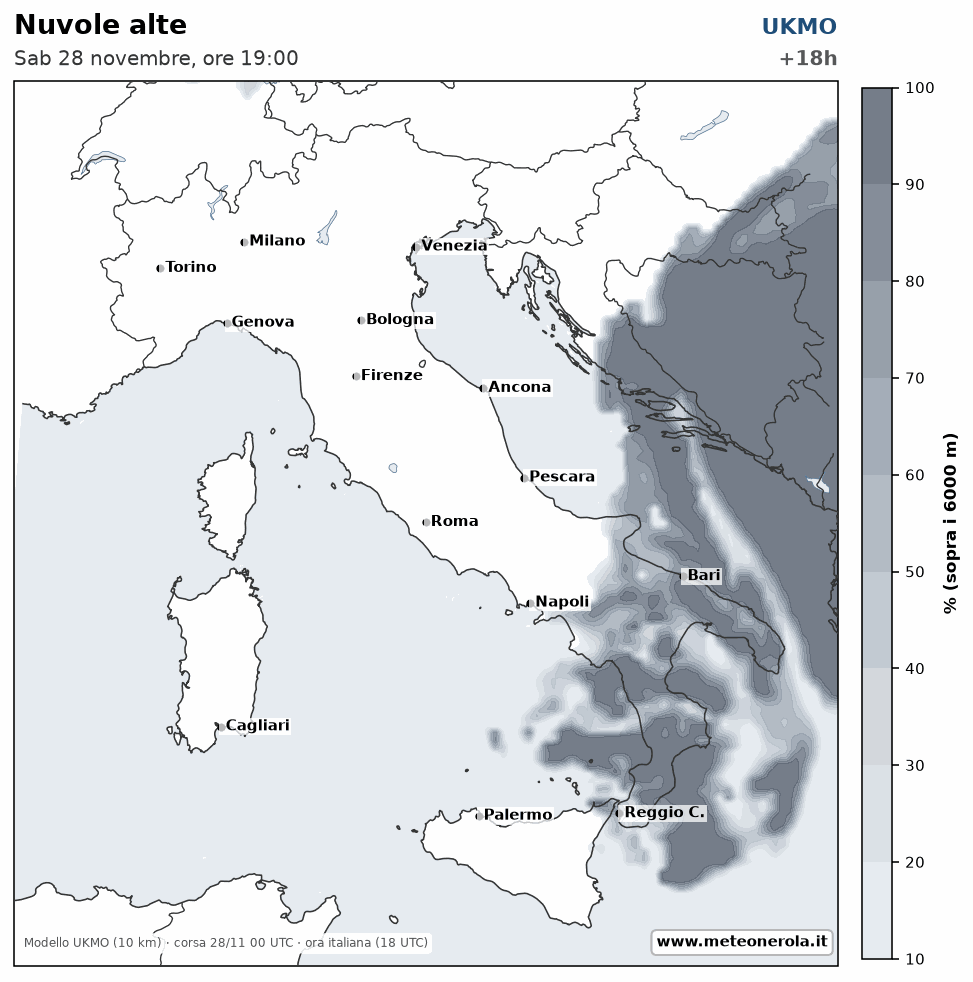 Nuvole alte
UKMO
Sab 28 novembre, ore 19:00
+18h
100
90
80
70
60
50
40
30
20
10
% (sopra i 6000 m)
Venezia
Milano
Torino
Bologna
Genova
Firenze
Ancona
Pescara
Roma
Bari
Napoli
Cagliari
Palermo
Reggio C.
Modello UKMO (10 km) · corsa 28/11 00 UTC · ora italiana (18 UTC)
www.meteonerola.it